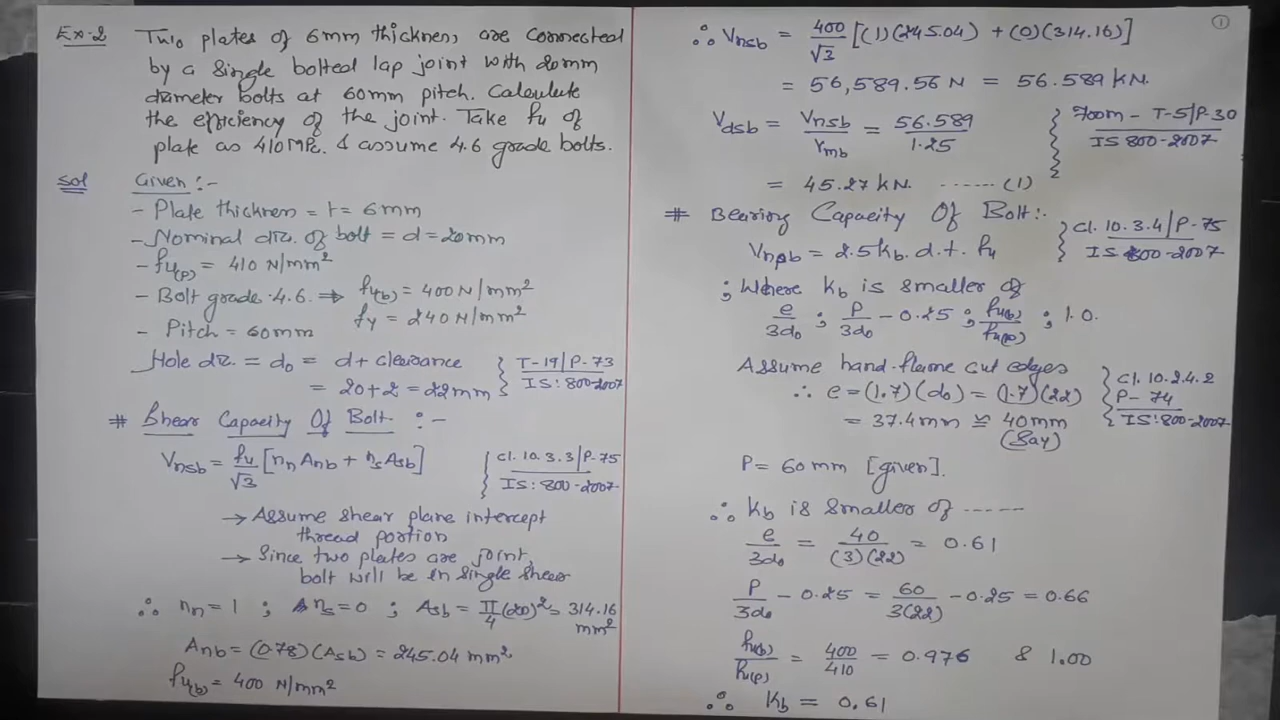 Ex-2 Two plates of 6mm thickness are connected
by a single bolted lap joint with 20mm
diameter bolts at 60mm pitch. Calculate
the efficiency of the joint. Take fu of
plate as 410 MPa. & assume 4.6 grade bolts.
Sol Given :-
- Plate thickness = t = 6mm
- Nominal dia. of bolt = d = 20mm
- fu(p) = 410 N/mm²
- Bolt grade 4.6 ⇒ fu(b) = 400 N/mm²
fy = 240 N/mm²
- Pitch = 60mm
Hole dia. = d₀ = d + clearance
= 20+2 = 22mm } T-19/P-73
IS:800-2007
# Shear Capacity Of Bolt :-
Vnsb = fu/√3 [nn Anb + ns Asb] { cl. 10.3.3/P-75
IS:800-2007
→ Assume shear plane intercept
thread portion
→ Since two plates are joint,
bolt will be in single shear
∴ nn = 1 ; ns = 0 ; Asb = π/4 (20)² = 314.16
mm²
Anb = (0.78)(Asb) = 245.04 mm²
fu(b) = 400 N/mm²
①
∴ Vnsb = 400/√3 [(1)(245.04) + (0)(314.16)]
= 56,589.56 N = 56.589 kN.
Vdsb = Vnsb/γmb = 56.589/1.25 } From - T-5/P-30
IS 800-2007
= 45.27 kN. ------ (1)
# Bearing Capacity Of Bolt:-
Vnpb = 2.5 kb. d. t. fu } cl. 10.3.4/P-75
IS 800-2007
; Where kb is smaller of
e/3d₀ ; P/3d₀ - 0.25 ; fu(b)/fu(p) ; 1.0.
Assume hand-flame cut edges
∴ e = (1.7)(d₀) = (1.7)(22)
= 37.4mm ≅ 40mm
(Say)
} cl. 10.2.4.2
P-74
IS:800-2007
P = 60mm [given].
∴ Kb is smaller of -----
e/3d₀ = 40/(3)(22) = 0.61
P/3d₀ - 0.25 = 60/3(22) - 0.25 = 0.66
fu(b)/fu(p) = 400/410 = 0.976 & 1.00
∴ Kb = 0.61